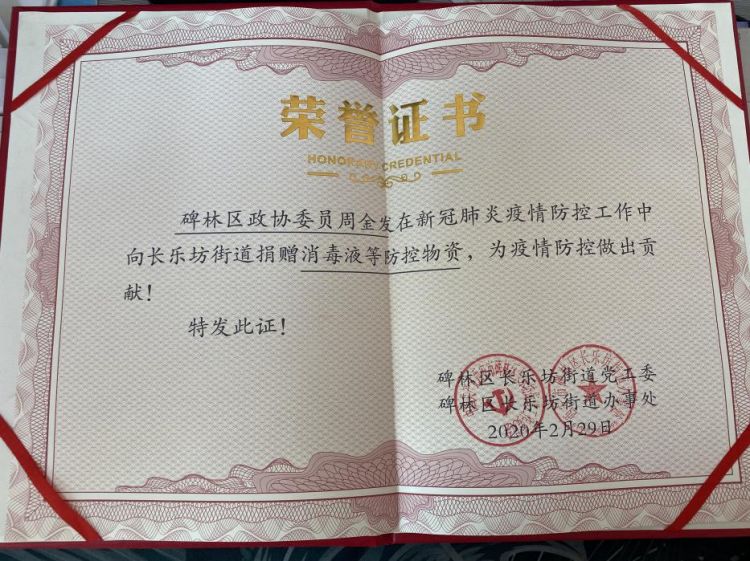 荣誉证书
HONORARY CREDENTIAL
碑林区政协委员周金发在新冠肺炎疫情防控工作中
向长乐坊街道捐赠消毒液等防控物资，为疫情防控做出贡
献！
特发此证！
碑林区长乐坊街道党工委
碑林区长乐坊街道办事处
2020年2月29日